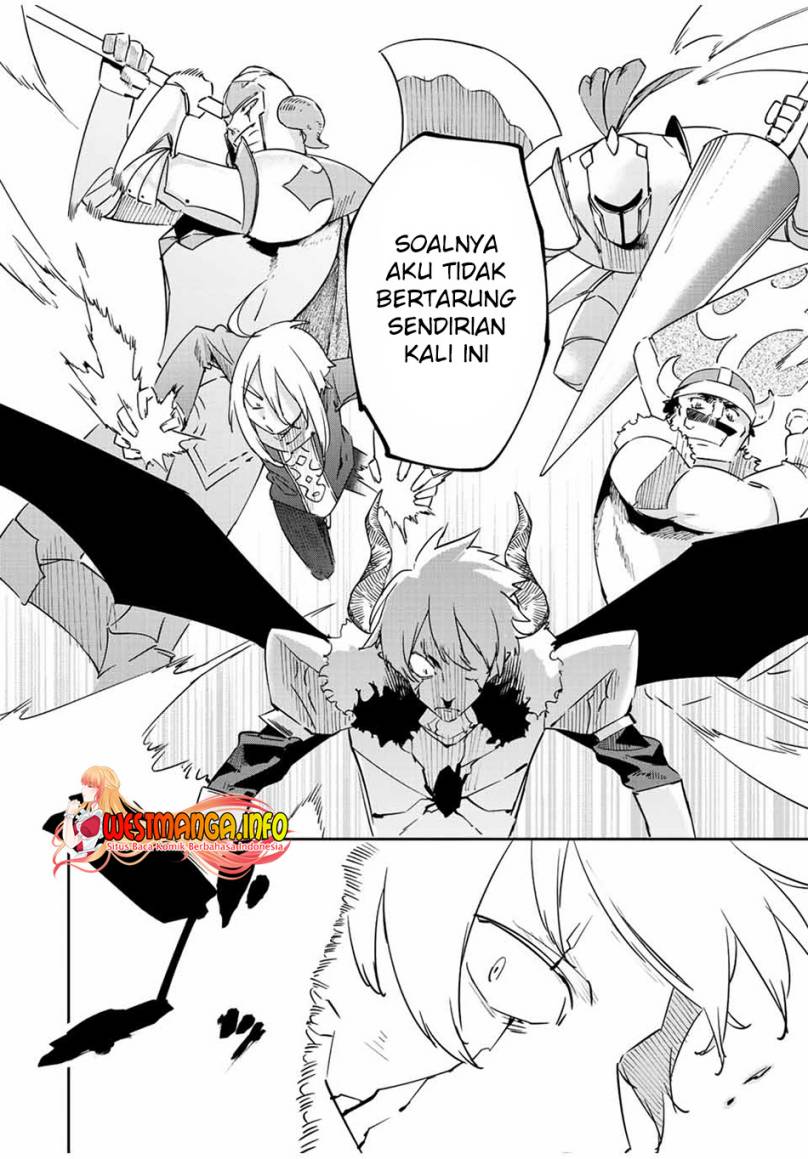 SOALNYA
AKU TIDAK
BERTARUNG
SENDIRIAN
KALI INI
WESTMANGA.INFO
Situs Baca Komik Berbahasa Indonesia